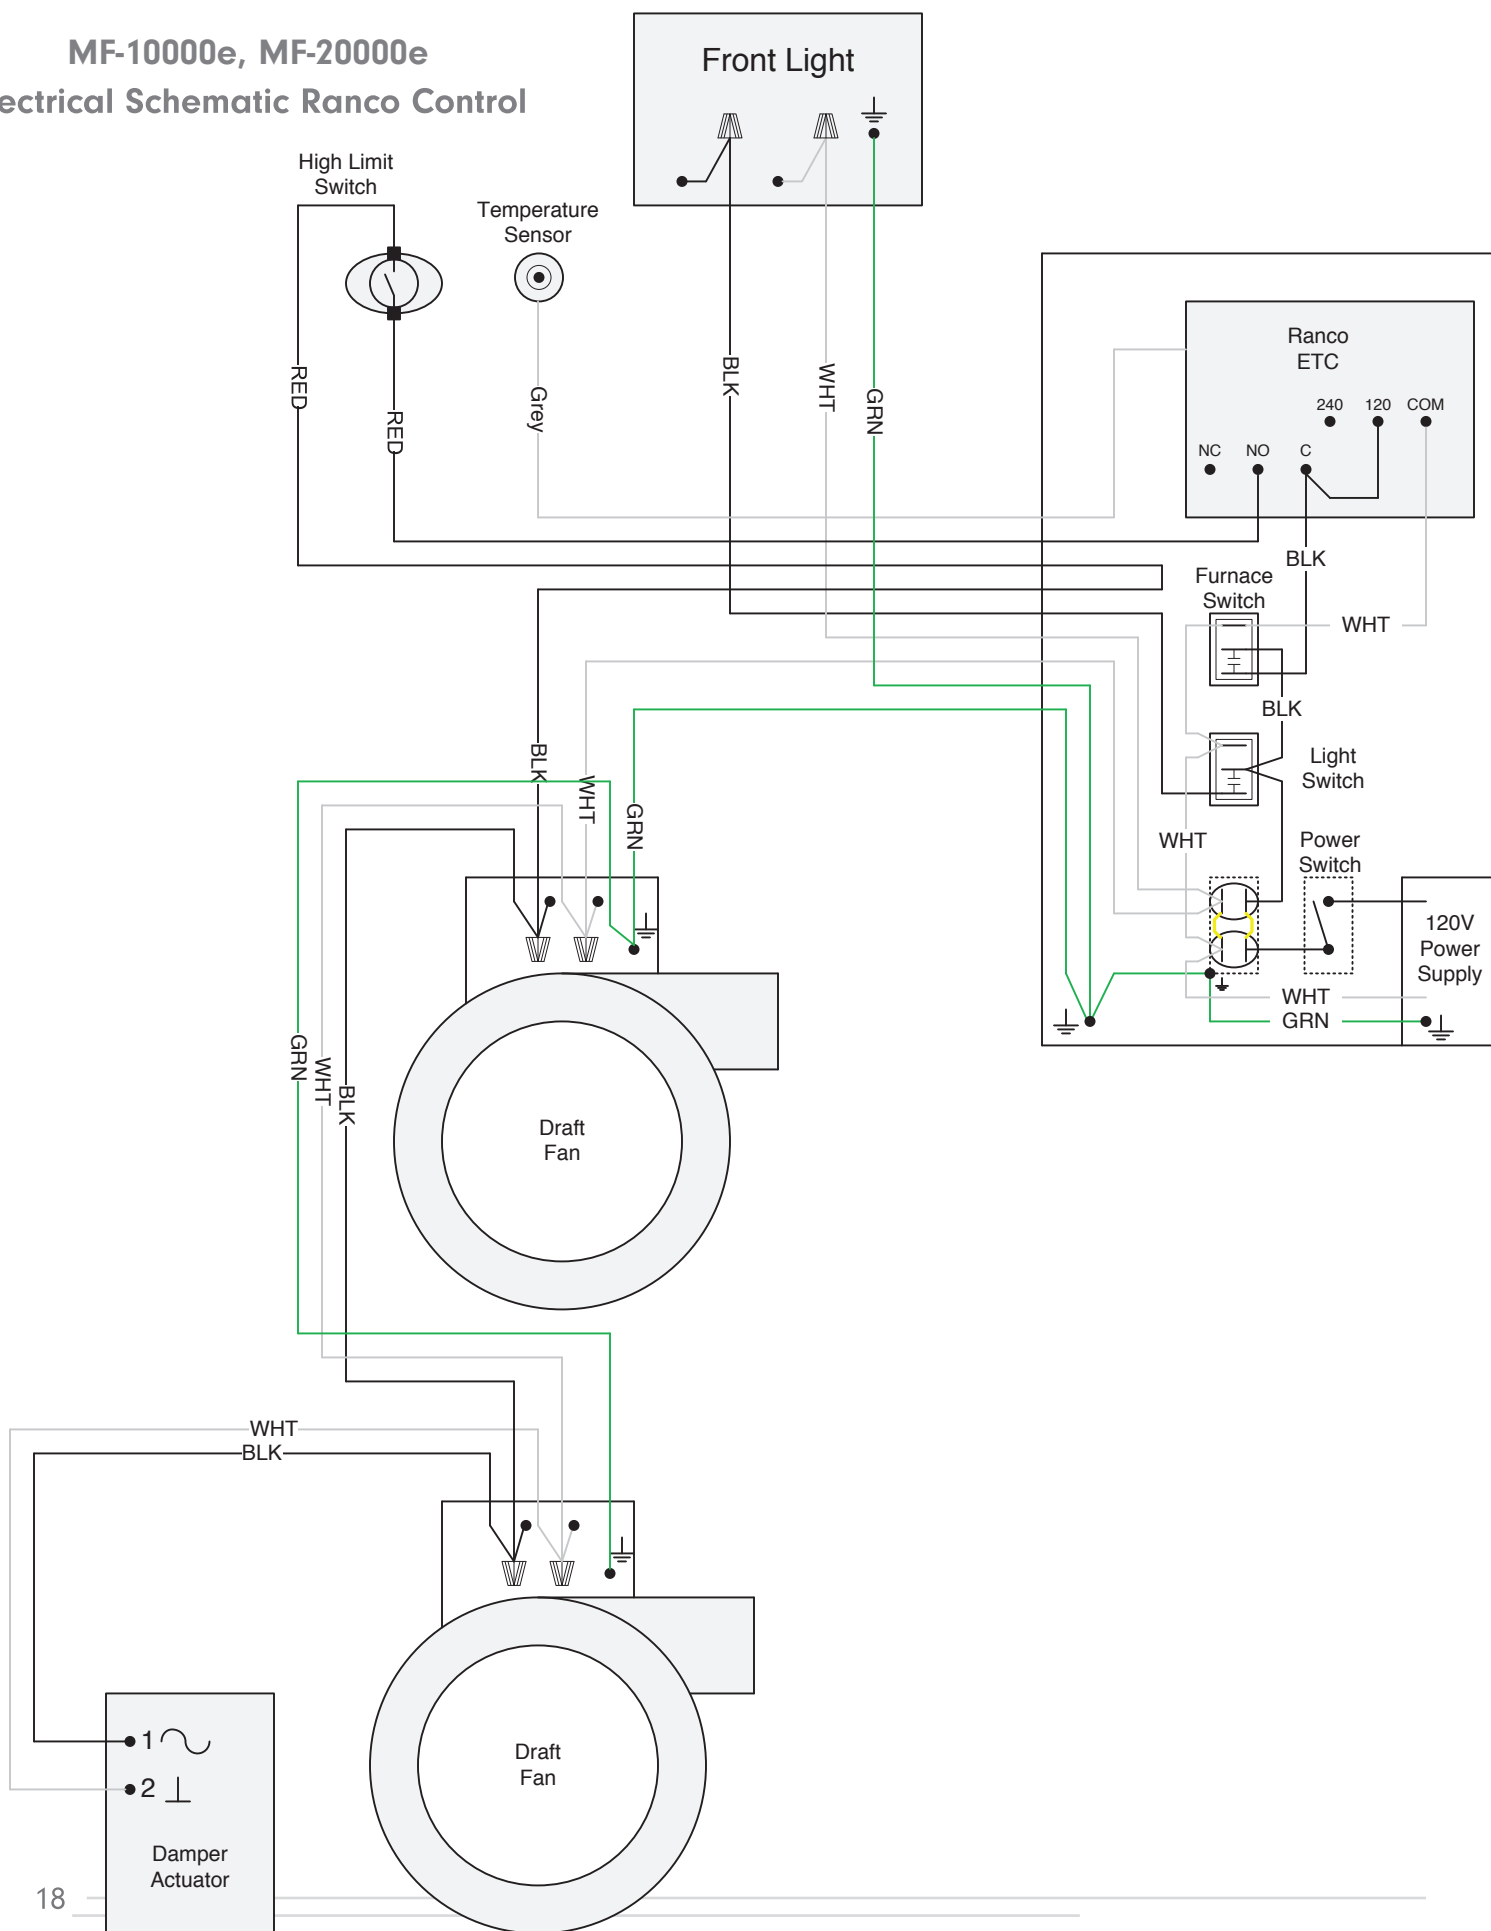 MF-10000e, MF-20000e
ectrical Schematic Ranco Control
Front Light
High Limit
Switch
Temperature
Sensor
Ranco
ETC
240 120 COM
NC NO C
RED
RED
Grey
BLK
WHT
GRN
BLK
Furnace
Switch
WHT
BLK
Light
Switch
WHT
Power
Switch
120V
Power
Supply
WHT
GRN
BLK
WHT
GRN
GRN
WHT
BLK
Draft
Fan
WHT
BLK
Draft
Fan
1
2
Damper
Actuator
18